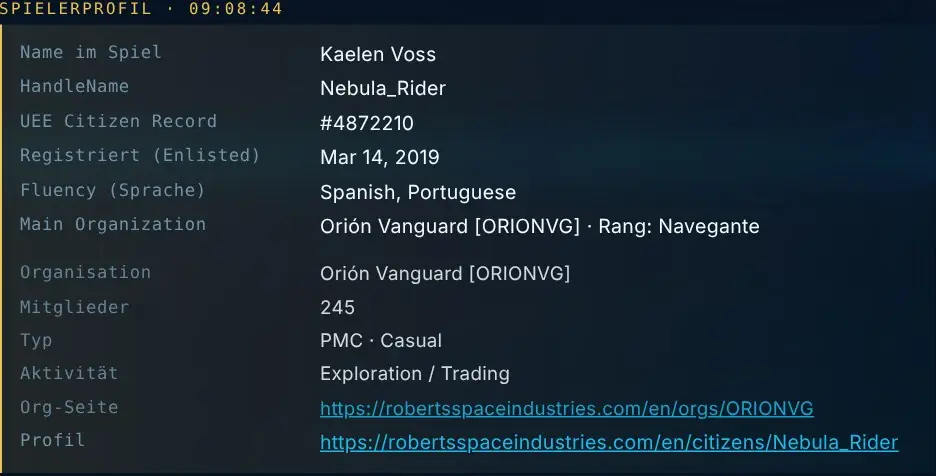 SPIELERPROFIL · 09:08:44
Name im Spiel Kaelen Voss
HandleName Nebula_Rider
UEE Citizen Record #4872210
Registriert (Enlisted) Mar 14, 2019
Fluency (Sprache) Spanish, Portuguese
Main Organization Orión Vanguard [ORIONVG] · Rang: Navegante
Organisation Orión Vanguard [ORIONVG]
Mitglieder 245
Typ PMC · Casual
Aktivität Exploration / Trading
Org-Seite https://robertsspaceindustries.com/en/orgs/ORIONVG
Profil https://robertsspaceindustries.com/en/citizens/Nebula_Rider